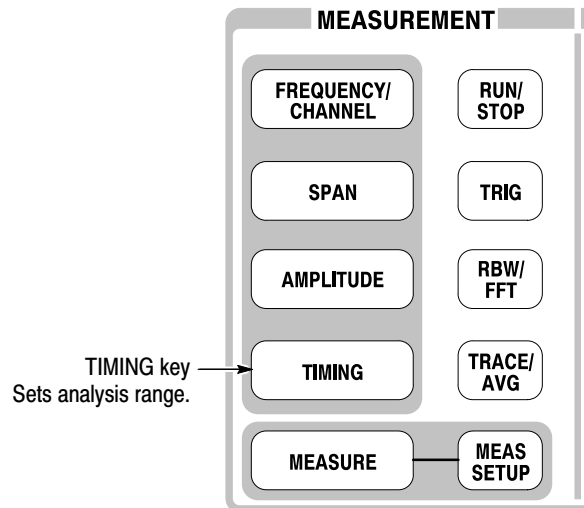 MEASUREMENT
FREQUENCY/
CHANNEL
RUN/
STOP
SPAN
TRIG
AMPLITUDE
RBW/
FFT
TIMING key
Sets analysis range.
TIMING
TRACE/
AVG
MEASURE
MEAS
SETUP